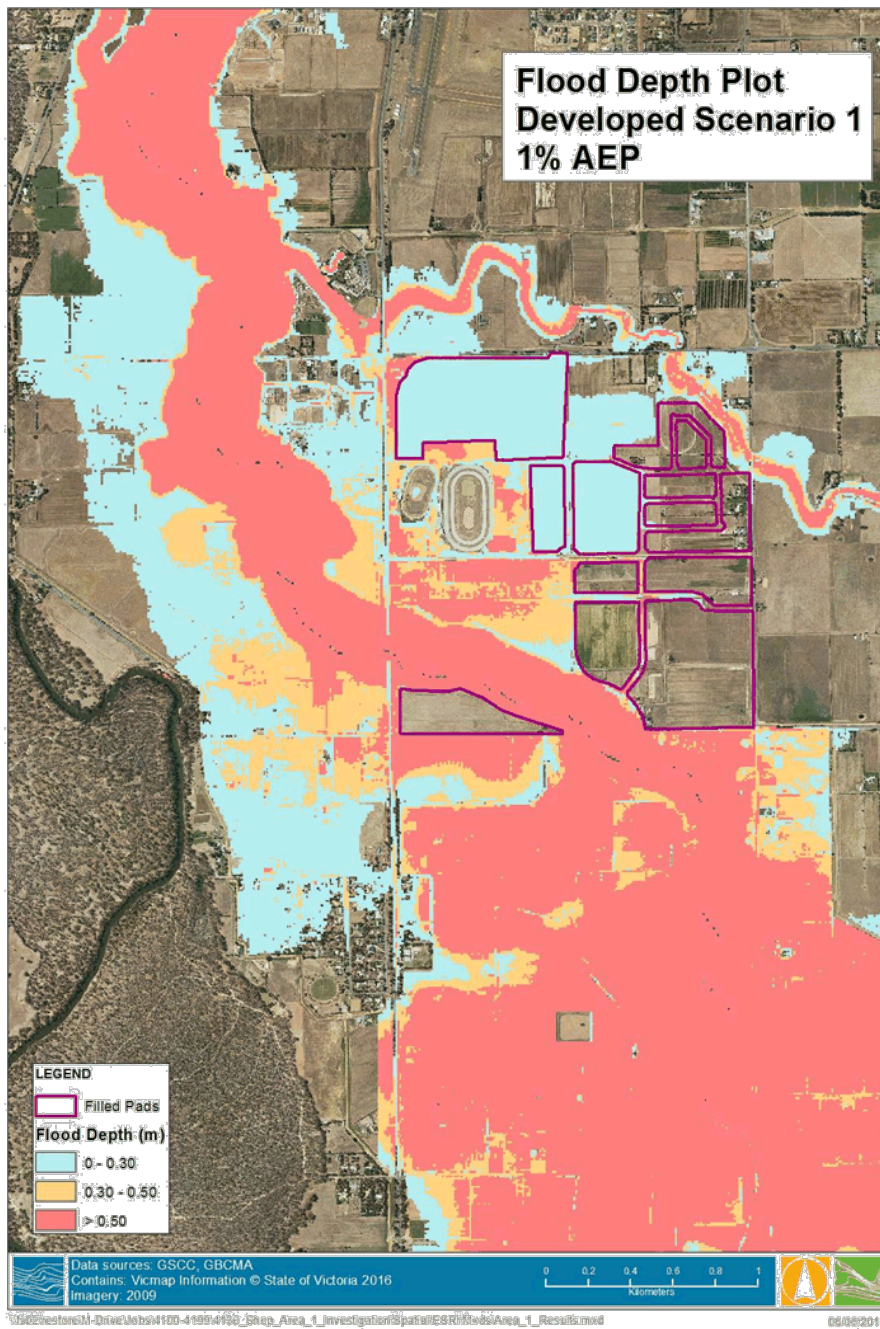 Flood Depth Plot
Developed Scenario 1
1% AEP
LEGEND
Filled Pads
Flood Depth (m)
0 - 0.30
0.30 - 0.50
> 0.50
Data sources: GSCC, GBCMA
Contains: Vicmap Information © State of Victoria 2016
Imagery: 2009
0 0.2 0.4 0.6 0.8 1
Kilometers